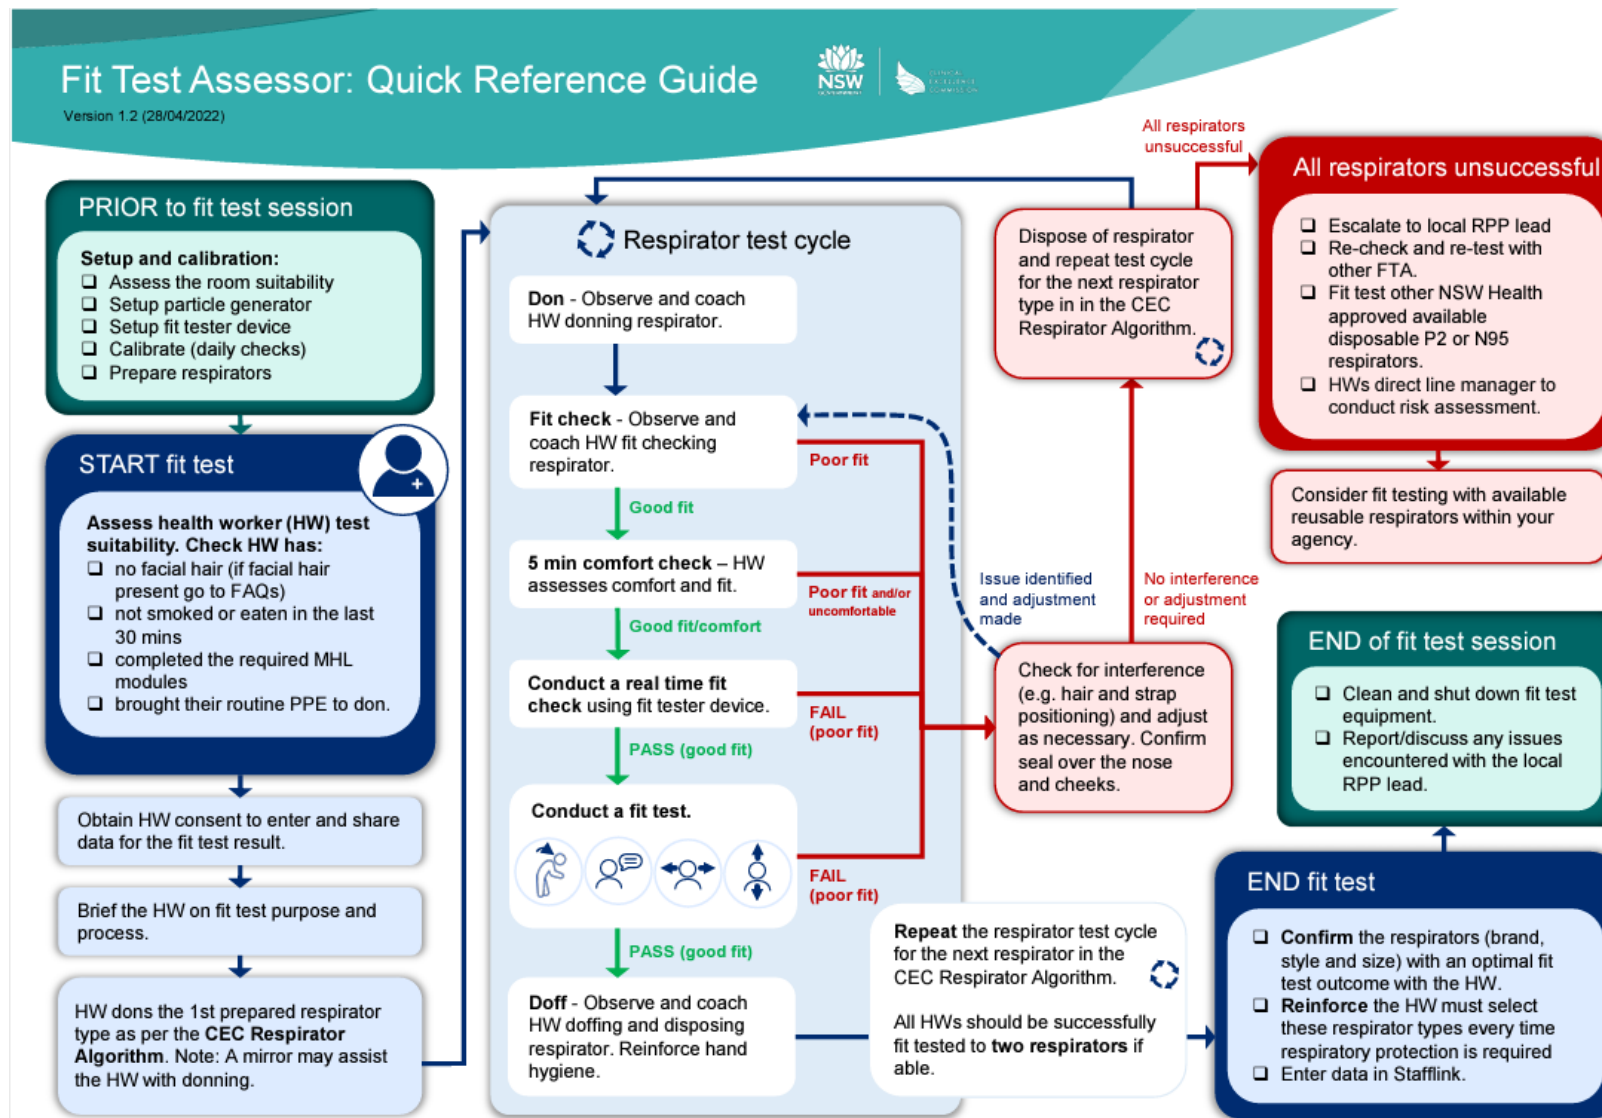 Fit Test Assessor: Quick Reference Guide
Version 1.2 (28/04/2022)
NSW
GOVERNMENT
CLINICAL
EXCELLENCE
COMMISSION
PRIOR to fit test session
Setup and calibration:
❑ Assess the room suitability
❑ Setup particle generator
❑ Setup fit tester device
❑ Calibrate (daily checks)
❑ Prepare respirators
START fit test
Assess health worker (HW) test
suitability. Check HW has:
❑ no facial hair (if facial hair
present go to FAQs)
❑ not smoked or eaten in the last
30 mins
❑ completed the required MHL
modules
❑ brought their routine PPE to don.
Obtain HW consent to enter and share
data for the fit test result.
Brief the HW on fit test purpose and
process.
HW dons the 1st prepared respirator
type as per the CEC Respirator
Algorithm. Note: A mirror may assist
the HW with donning.
Respirator test cycle
Don - Observe and coach
HW donning respirator.
Fit check - Observe and
coach HW fit checking
respirator.
Poor fit
Good fit
5 min comfort check – HW
assesses comfort and fit.
Poor fit and/or
uncomfortable
Good fit/comfort
Conduct a real time fit
check using fit tester device.
FAIL
(poor fit)
PASS (good fit)
Conduct a fit test.
FAIL
(poor fit)
PASS (good fit)
Doff - Observe and coach
HW doffing and disposing
respirator. Reinforce hand
hygiene.
Repeat the respirator test cycle
for the next respirator in the
CEC Respirator Algorithm.
All HWs should be successfully
fit tested to two respirators if
able.
Check for interference
(e.g. hair and strap
positioning) and adjust
as necessary. Confirm
seal over the nose
and cheeks.
Issue identified
and adjustment
made
No interference
or adjustment
required
Dispose of respirator
and repeat test cycle
for the next respirator
type in in the CEC
Respirator Algorithm.
All respirators
unsuccessful
All respirators unsuccessful
❑ Escalate to local RPP lead
❑ Re-check and re-test with
other FTA.
❑ Fit test other NSW Health
approved available
disposable P2 or N95
respirators.
❑ HWs direct line manager to
conduct risk assessment.
Consider fit testing with available
reusable respirators within your
agency.
END fit test
❑ Confirm the respirators (brand,
style and size) with an optimal fit
test outcome with the HW.
❑ Reinforce the HW must select
these respirator types every time
respiratory protection is required
❑ Enter data in Stafflink.
END of fit test session
❑ Clean and shut down fit test
equipment.
❑ Report/discuss any issues
encountered with the local
RPP lead.